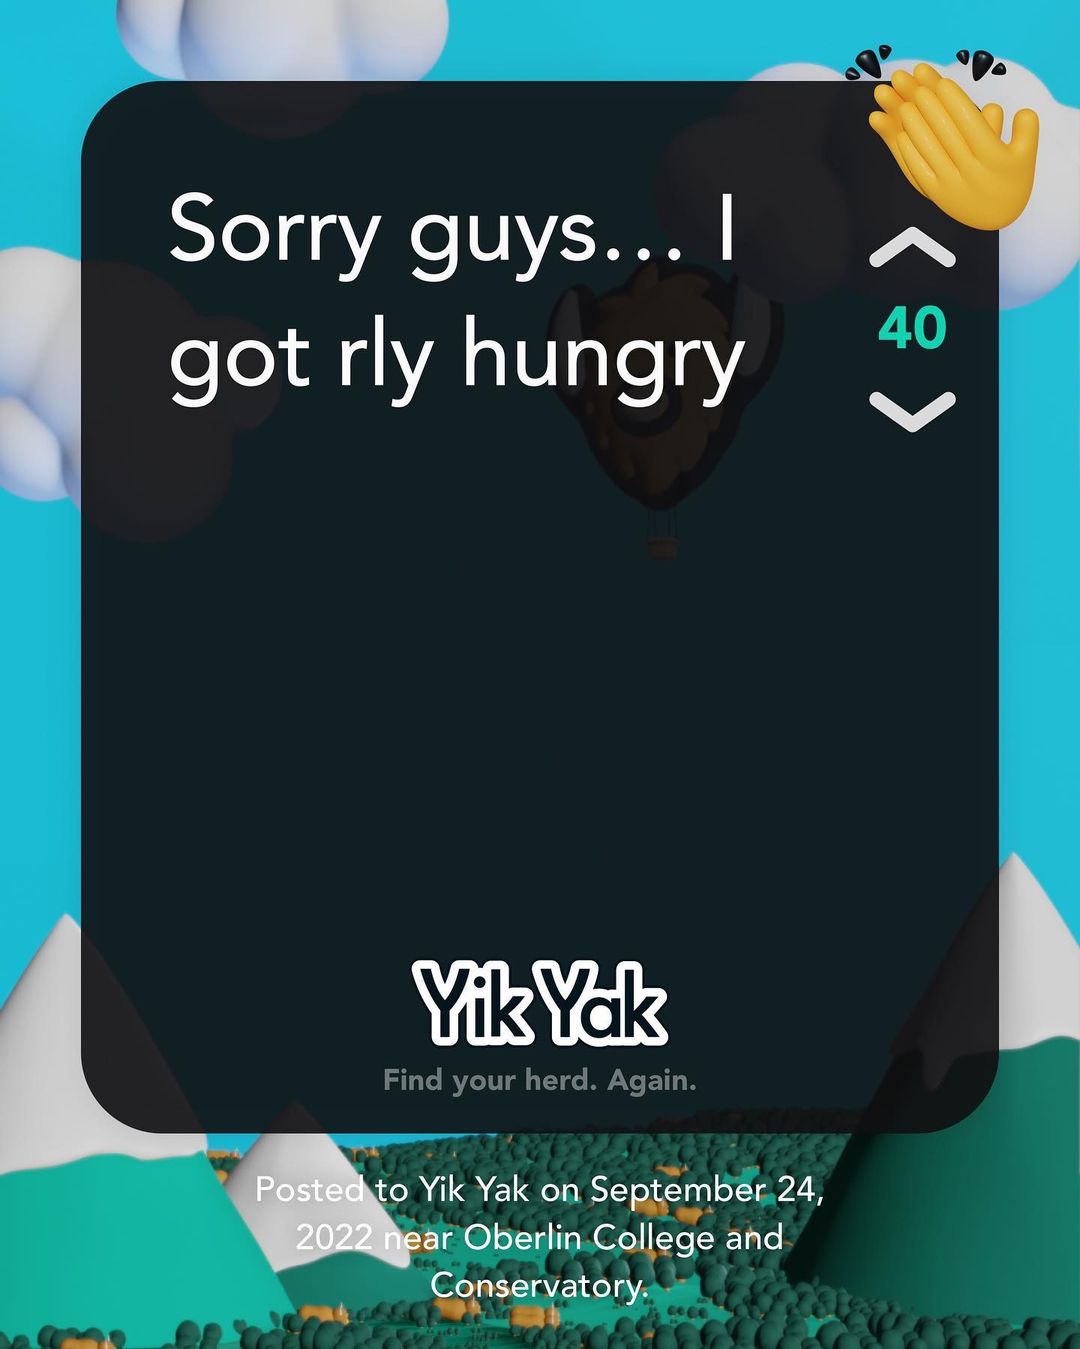 Sorry guys... I
got rly hungry
40
Yik Yak
Find your herd. Again.
Posted to Yik Yak on September 24,
2022 near Oberlin College and
Conservatory.